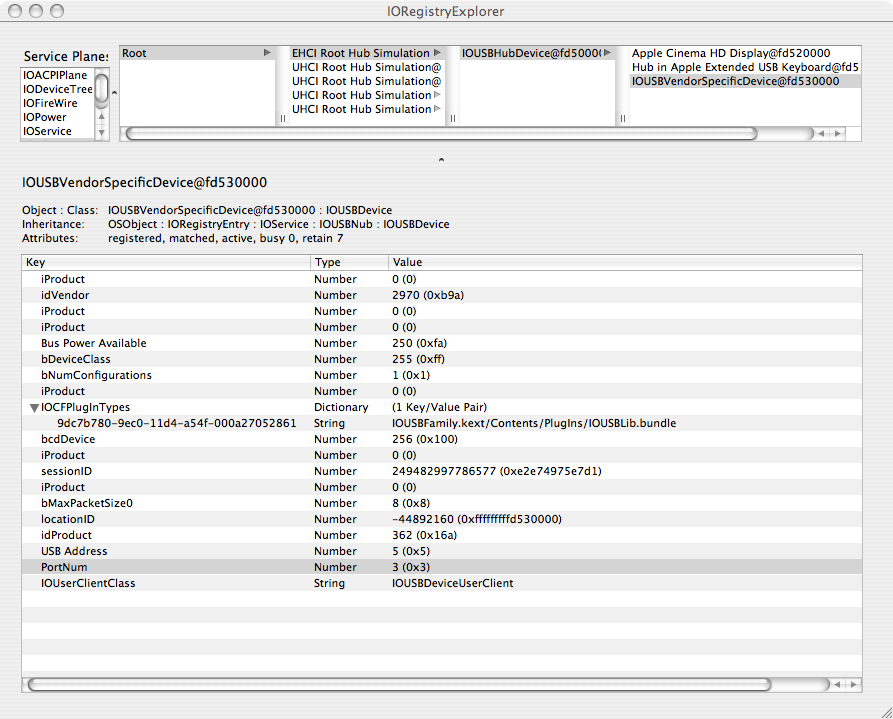 IORegistryExplorer
Service Planes
IOACPIPlane
IODeviceTree
IOFireWire
IOPower
IOService
Root
EHCI Root Hub Simulation
UHCI Root Hub Simulation@
UHCI Root Hub Simulation@
UHCI Root Hub Simulation
UHCI Root Hub Simulation
IOUSBHubDevice@fd5000
Apple Cinema HD Display@fd520000
Hub in Apple Extended USB Keyboard@fd5
IOUSBVendorSpecificDevice@fd530000
IOUSBVendorSpecificDevice@fd530000
Object : Class: IOUSBVendorSpecificDevice@fd530000 : IOUSBDevice
Inheritance: OSObject : IORegistryEntry : IOService : IOUSBNub : IOUSBDevice
Attributes: registered, matched, active, busy 0, retain 7
Key Type Value
iProduct Number 0 (0)
idVendor Number 2970 (0xb9a)
iProduct Number 0 (0)
iProduct Number 0 (0)
Bus Power Available Number 250 (0xfa)
bDeviceClass Number 255 (0xff)
bNumConfigurations Number 1 (0x1)
iProduct Number 0 (0)
IOCFPlugInTypes Dictionary (1 Key/Value Pair)
9dc7b780-9ec0-11d4-a54f-000a27052861 String IOUSBFamily.kext/Contents/PlugIns/IOUSBLib.bundle
bcdDevice Number 256 (0x100)
iProduct Number 0 (0)
sessionID Number 249482997786577 (0xe2e74975e7d1)
iProduct Number 0 (0)
bMaxPacketSize0 Number 8 (0x8)
locationID Number -44892160 (0xfffffffffd530000)
idProduct Number 362 (0x16a)
USB Address Number 5 (0x5)
PortNum Number 3 (0x3)
IOUserClientClass String IOUSBDeviceUserClient